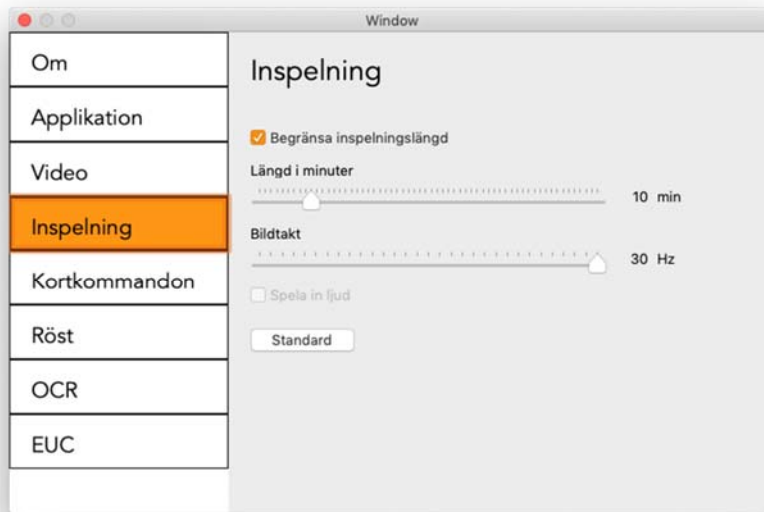 Window
Om
Applikation
Video
Inspelning
Kortkommandon
Röst
OCR
EUC
Inspelning
Begränsa inspelningslängd
Längd i minuter
10 min
Bildtakt
30 Hz
Spela in ljud
Standard